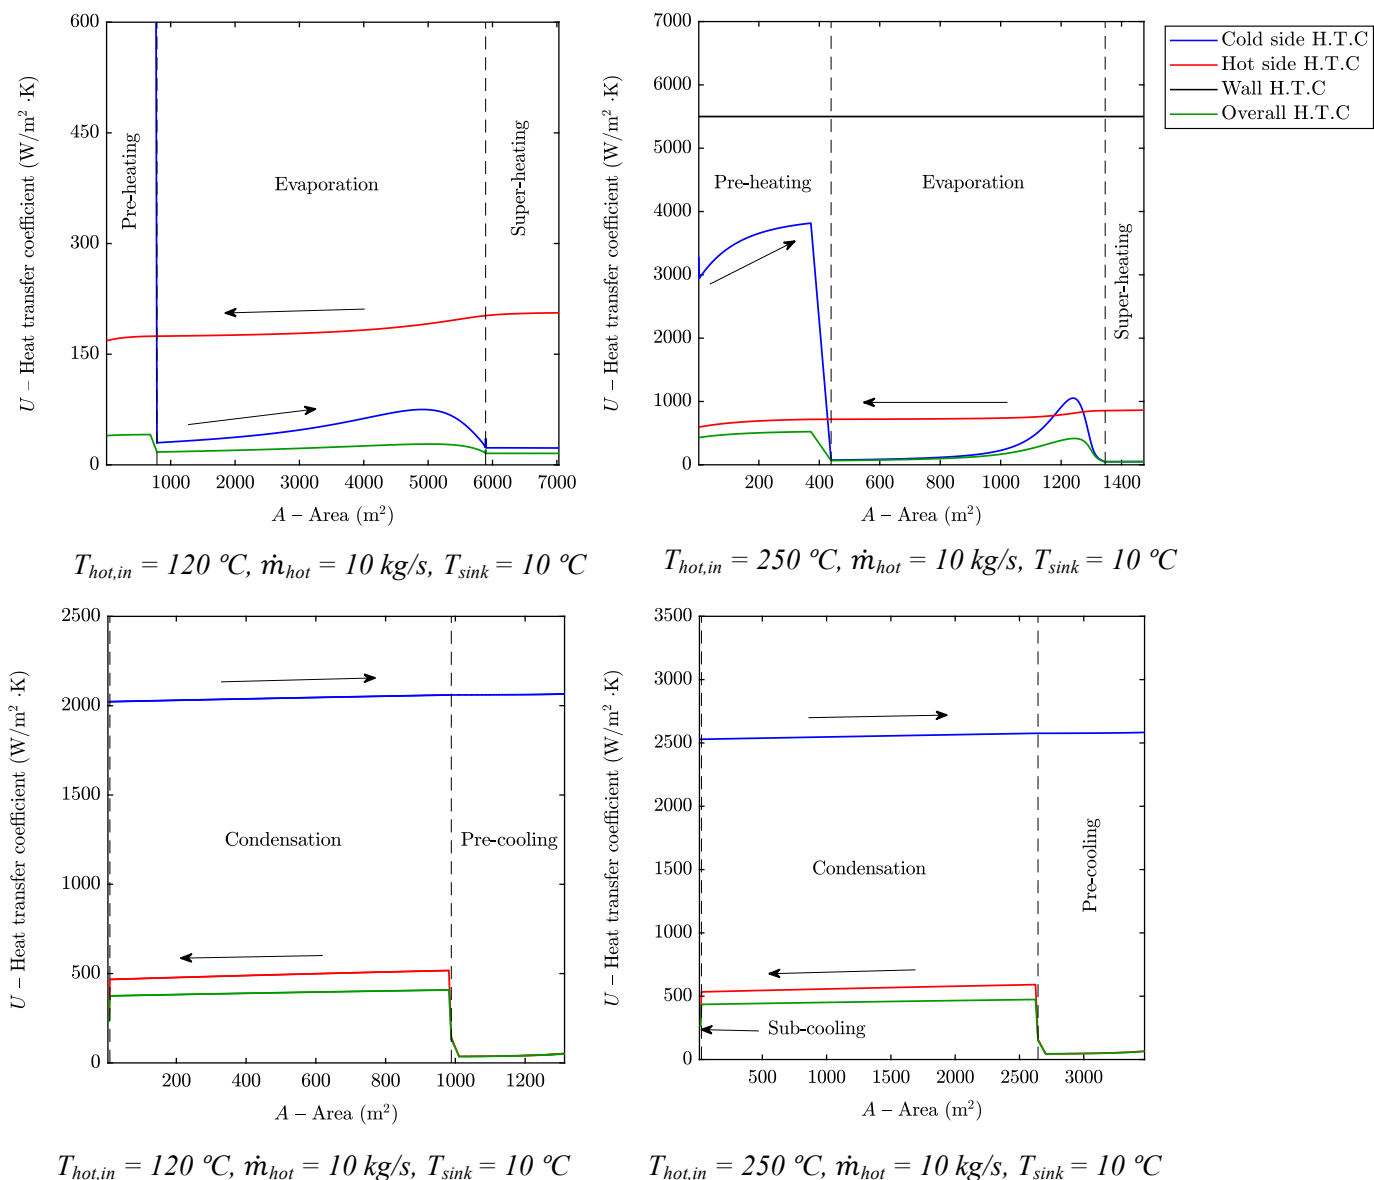 600
450
300
150
0
U – Heat transfer coefficient (W/m² ·K)
Pre-heating
Evaporation
Super-heating
1000 2000 3000 4000 5000 6000 7000
A – Area (m²)
T_hot,in = 120 ºC, ṁ_hot = 10 kg/s, T_sink = 10 ºC
7000
6000
5000
4000
3000
2000
1000
0
U – Heat transfer coefficient (W/m² ·K)
Pre-heating
Evaporation
Super-heating
200 400 600 800 1000 1200 1400
A – Area (m²)
T_hot,in = 250 ºC, ṁ_hot = 10 kg/s, T_sink = 10 ºC
Cold side H.T.C
Hot side H.T.C
Wall H.T.C
Overall H.T.C
2500
2000
1500
1000
500
0
U – Heat transfer coefficient (W/m² ·K)
Condensation
Pre-cooling
200 400 600 800 1000 1200
A – Area (m²)
T_hot,in = 120 ºC, ṁ_hot = 10 kg/s, T_sink = 10 ºC
3500
3000
2500
2000
1500
1000
500
0
U – Heat transfer coefficient (W/m² ·K)
Condensation
Pre-cooling
Sub-cooling
500 1000 1500 2000 2500 3000
A – Area (m²)
T_hot,in = 250 ºC, ṁ_hot = 10 kg/s, T_sink = 10 ºC